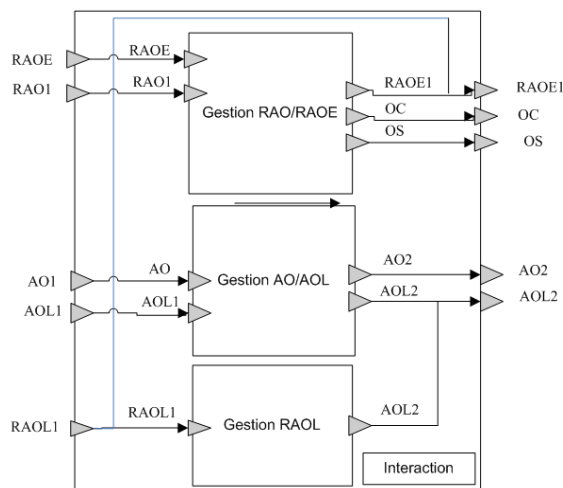 RAOE
RAOE
RAO1
RAO1
Gestion RAO/RAOE
RAOE1
RAOE1
OC
OC
OS
OS
AO1
AO
AOL1
AOL1
Gestion AO/AOL
AO2
AO2
AOL2
AOL2
RAOL1
RAOL1
Gestion RAOL
AOL2
Interaction